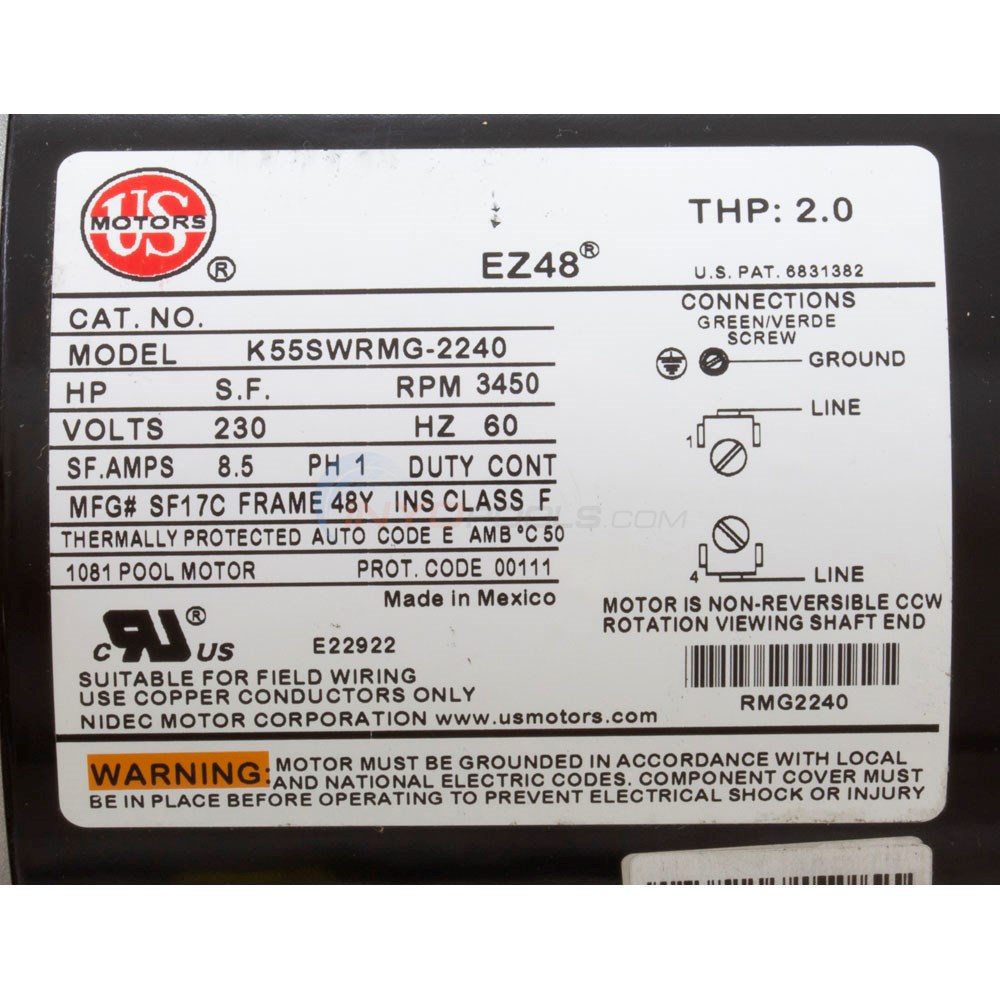 US
MOTORS ®
EZ48®
THP: 2.0
U.S. PAT. 6831382
CAT. NO.
MODEL K55SWRMG-2240
HP S.F. RPM 3450
VOLTS 230 HZ 60
SF.AMPS 8.5 PH 1 DUTY CONT
MFG# SF17C FRAME 48Y INS CLASS F
THERMALLY PROTECTED AUTO CODE E AMB °C 50
1081 POOL MOTOR PROT. CODE 00111
Made in Mexico
CONNECTIONS
GREEN/VERDE
SCREW
GROUND
LINE
1
4
LINE
MOTOR IS NON-REVERSIBLE CCW
ROTATION VIEWING SHAFT END
RMG2240
c RU ® US E22922
SUITABLE FOR FIELD WIRING
USE COPPER CONDUCTORS ONLY
NIDEC MOTOR CORPORATION www.usmotors.com
WARNING: MOTOR MUST BE GROUNDED IN ACCORDANCE WITH LOCAL
AND NATIONAL ELECTRIC CODES. COMPONENT COVER MUST
BE IN PLACE BEFORE OPERATING TO PREVENT ELECTRICAL SHOCK OR INJURY
INTOPOOLS.COM